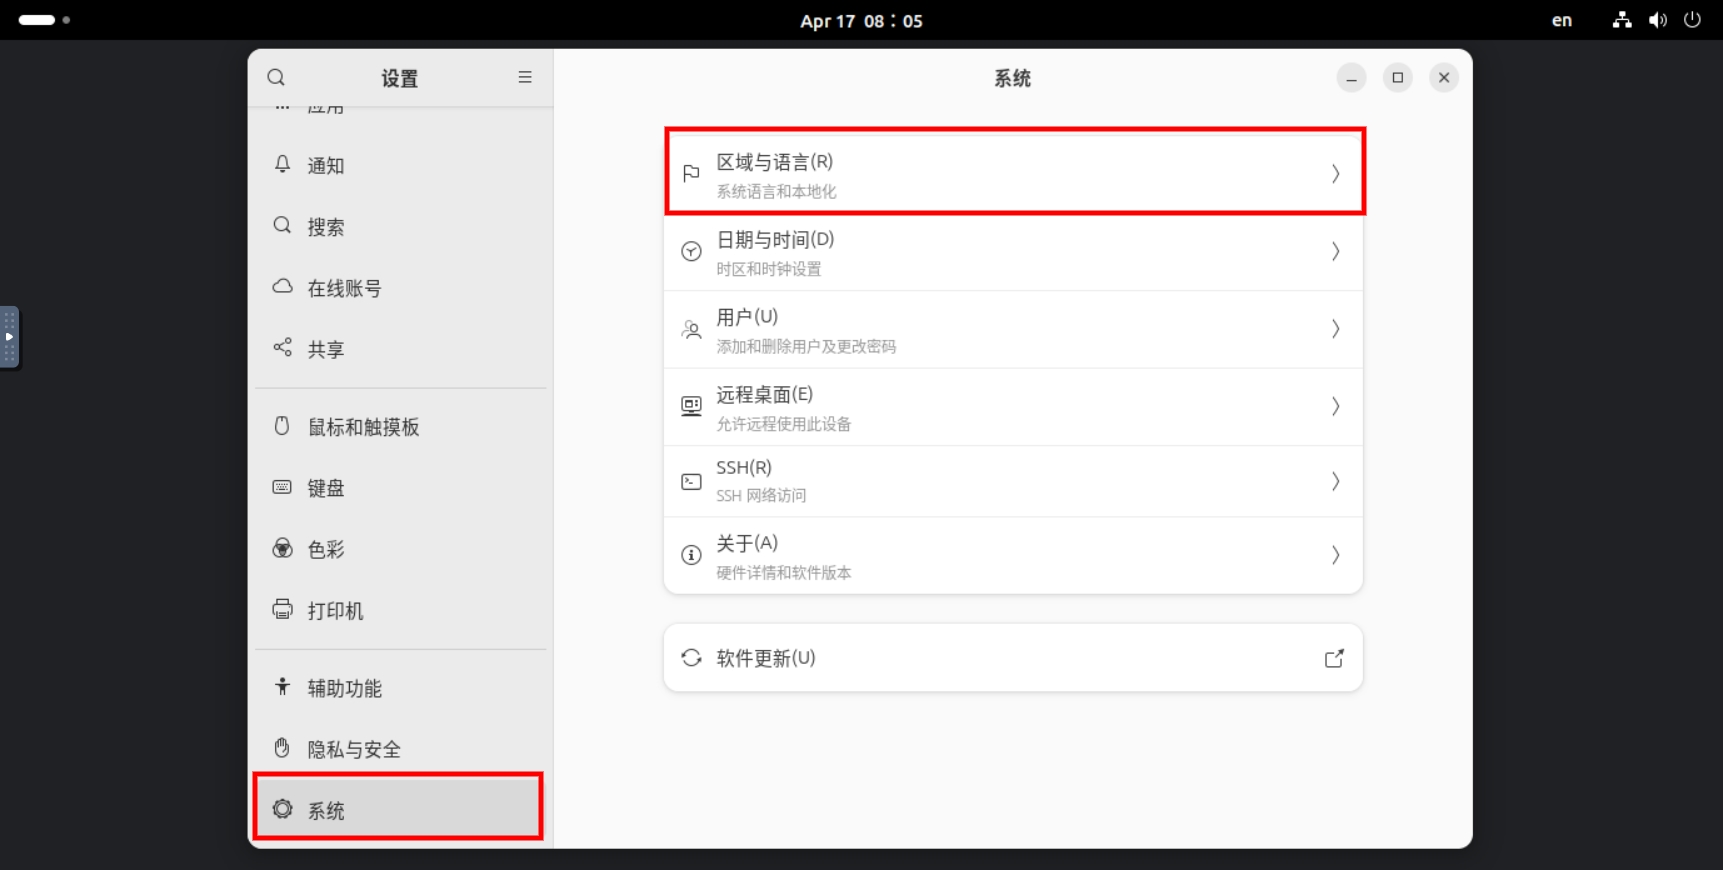 Apr 17 08：05
en
设置
系统
应用
通知
搜索
在线账号
共享
鼠标和触摸板
键盘
色彩
打印机
辅助功能
隐私与安全
系统
区域与语言(R)
系统语言和本地化
日期与时间(D)
时区和时钟设置
用户(U)
添加和删除用户及更改密码
远程桌面(E)
允许远程使用此设备
SSH(R)
SSH 网络访问
关于(A)
硬件详情和软件版本
软件更新(U)